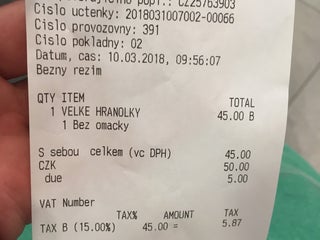 CZ25763903
Cislo uctenky: 2018031007002-00066
Cislo provozovny: 391
Cislo pokladny: 02
Datum, cas: 10.03.2018, 09:56:07
Bezny rezim
QTY ITEM TOTAL
1 VELKE HRANOLKY 45.00 B
1 Bez omacky
S sebou celkem (vc DPH) 45.00
CZK 50.00
due 5.00
VAT Number
TAX% AMOUNT TAX
TAX B (15.00%) 45.00 = 5.87